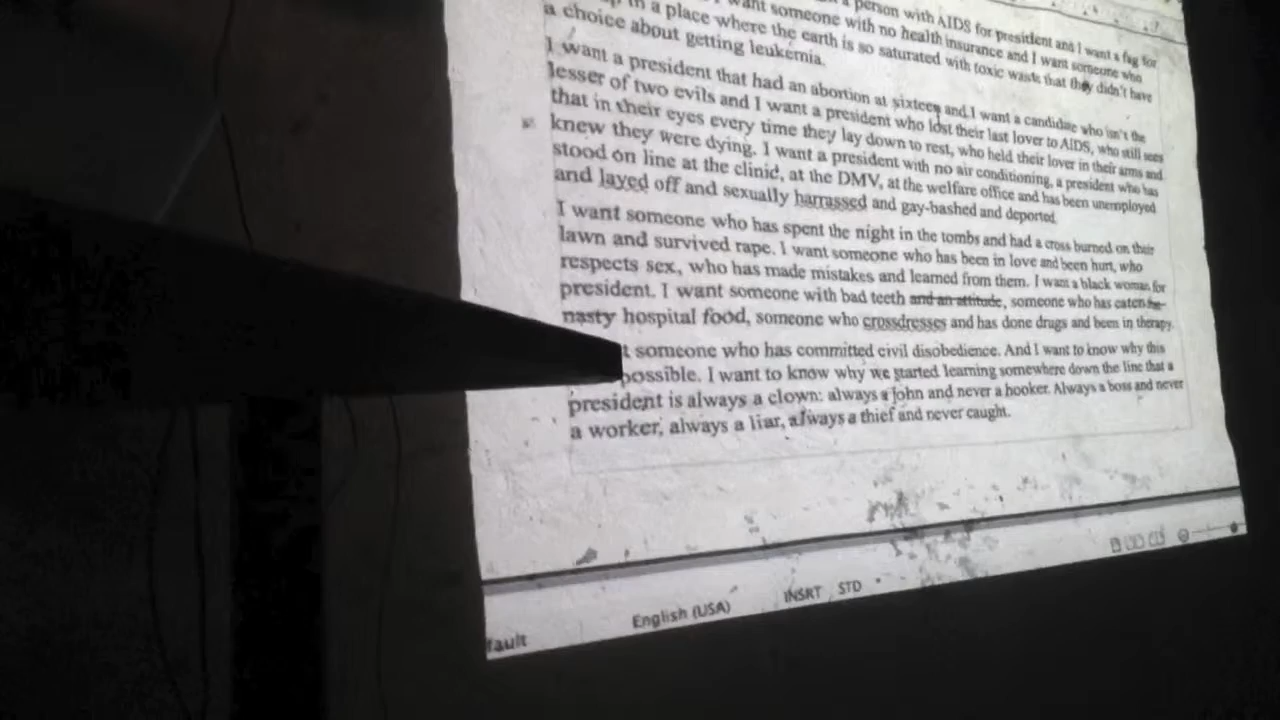 a person with AIDS for president and I want a fag for
want someone with no health insurance and I want someone who
in a place where the earth is so saturated with toxic waste that they didn't have
a choice about getting leukemia.
I want a president that had an abortion at sixteen and I want a candidate who isn't the
lesser of two evils and I want a president who lost their last lover to AIDS, who still sees
that in their eyes every time they lay down to rest, who held their lover in their arms and
knew they were dying. I want a president with no air conditioning, a president who has
stood on line at the clinic, at the DMV, at the welfare office and has been unemployed
and layed off and sexually harrassed and gay-bashed and deported.
I want someone who has spent the night in the tombs and had a cross burned on their
lawn and survived rape. I want someone who has been in love and been hurt, who
respects sex, who has made mistakes and learned from them. I want a black woman for
president. I want someone with bad teeth and an attitude, someone who has eaten
nasty hospital food, someone who crossdresses and has done drugs and been in therapy.
someone who has committed civil disobedience. And I want to know why this
possible. I want to know why we started learning somewhere down the line that a
president is always a clown: always a john and never a hooker. Always a boss and never
a worker, always a liar, always a thief and never caught.
fault English (USA) INSRT STD *